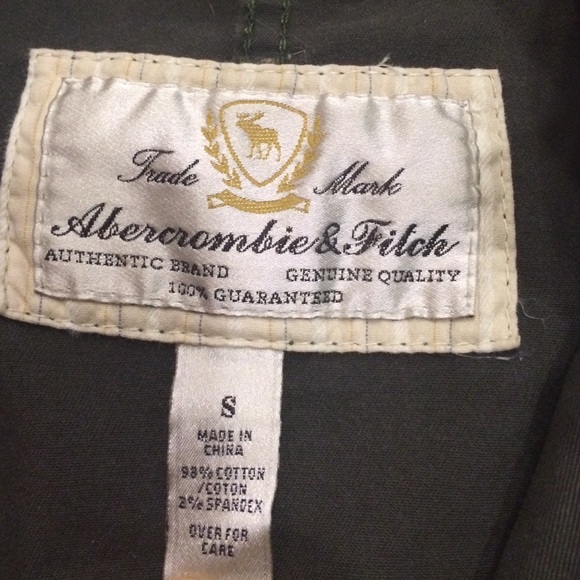 Trade Mark
Abercrombie & Fitch
AUTHENTIC BRAND GENUINE QUALITY
100% GUARANTEED
S
MADE IN
CHINA
98% COTTON
/COTON
2% SPANDEX
OVER FOR
CARE